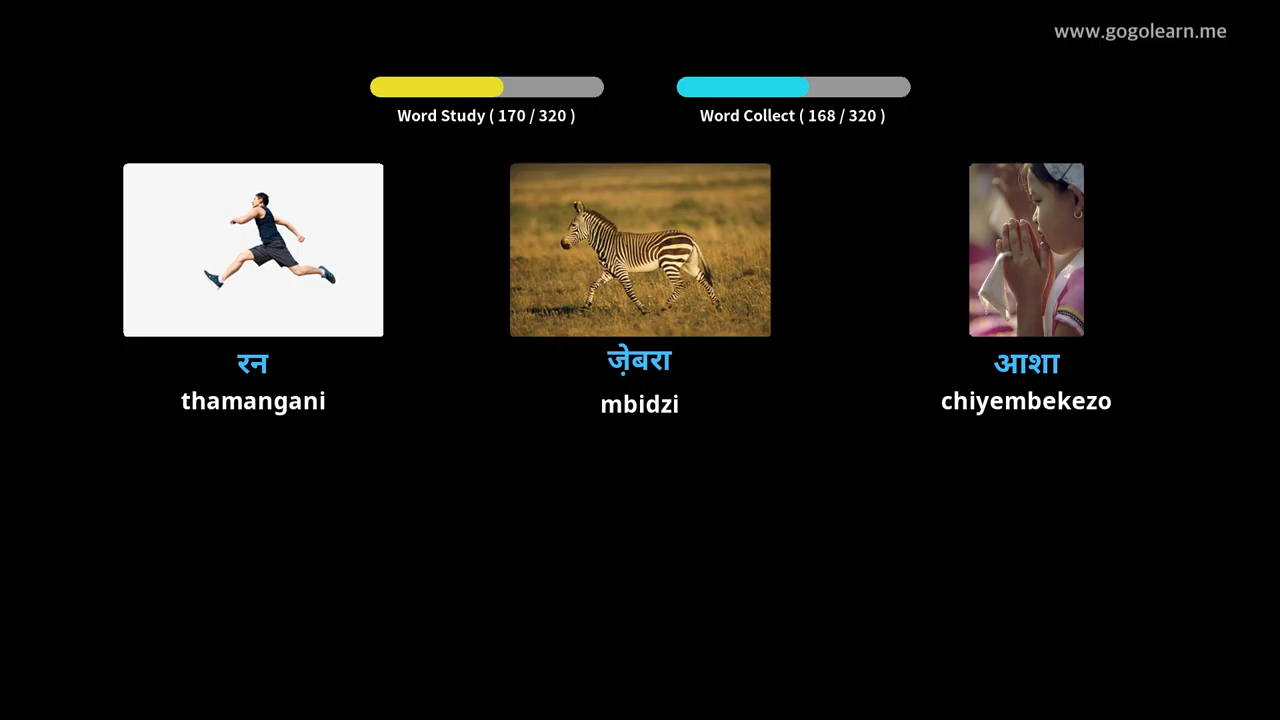 www.gogolearn.me
Word Study ( 170 / 320 )
Word Collect ( 168 / 320 )
रन
thamangani
ज़ेबरा
mbidzi
आशा
chiyembekezo